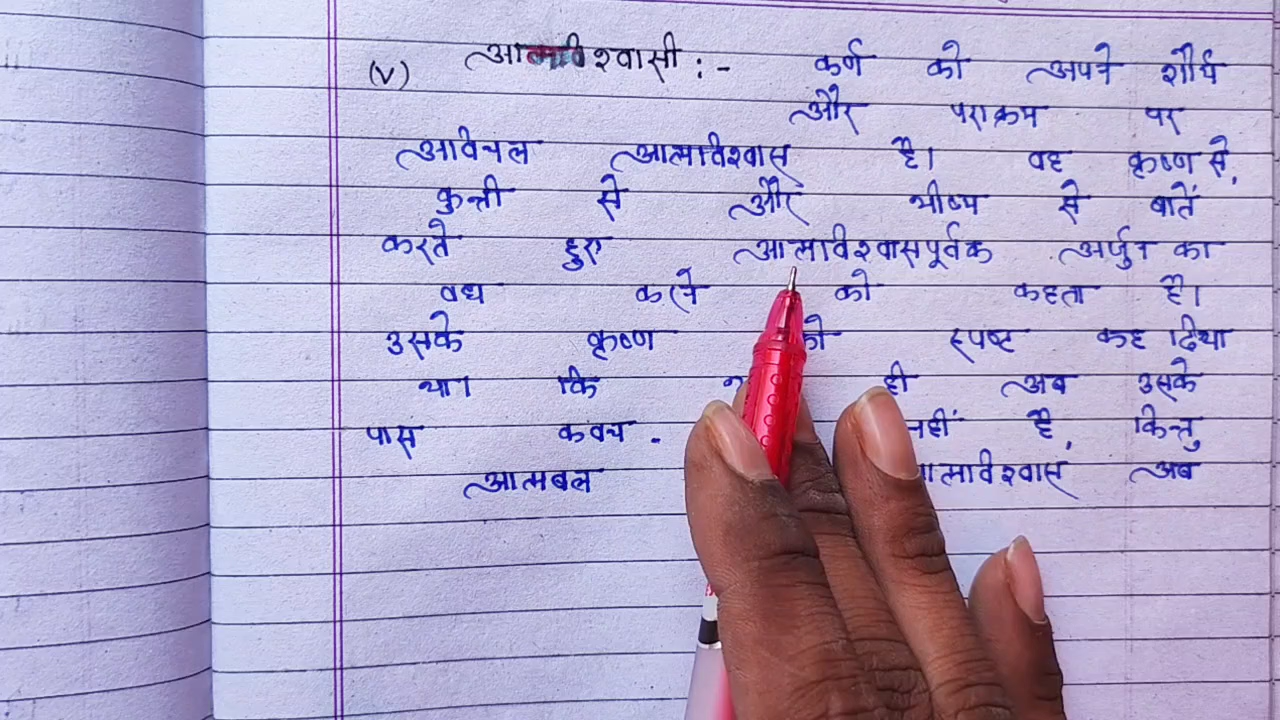 (v) आत्मविश्वासी :- कर्ण को अपने शौर्य
और पराक्रम पर
अविचल आत्मविश्वास है। वह कृष्ण से,
कुन्ती से और भीष्म से बातें
करते हुए आत्मविश्वासपूर्वक अर्जुन का
वध करने को कहता है।
उसके कृष्ण को स्पष्ट कह दिया
था। कि ही अब उसके
पास कवच - नहीं है, किन्तु
आत्मबल आत्मविश्वास अब